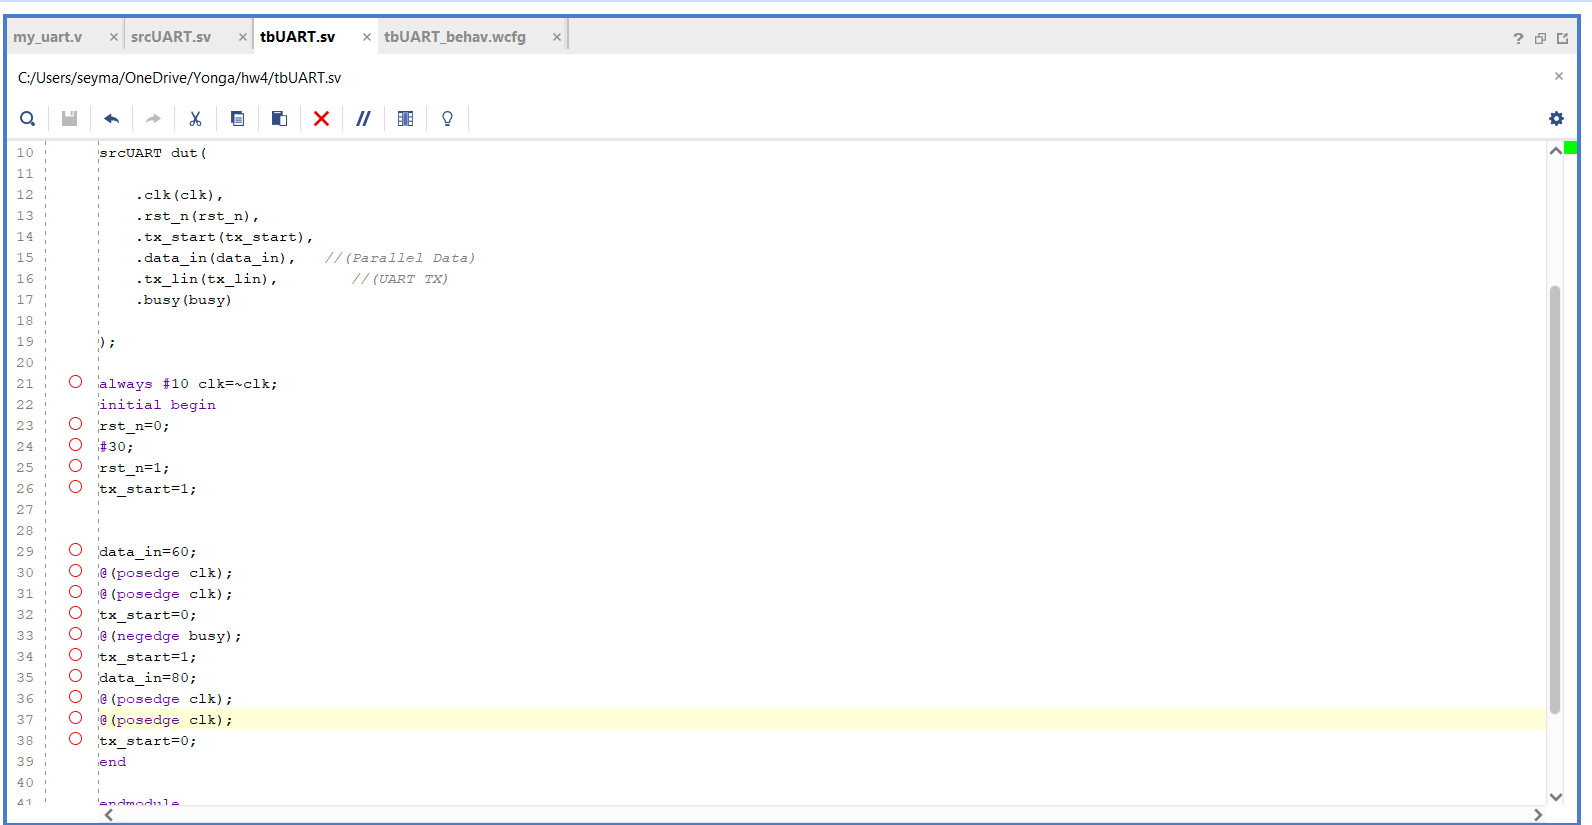 my_uart.v × srcUART.sv × tbUART.sv × tbUART_behav.wcfg ×
?
C:/Users/seyma/OneDrive/Yonga/hw4/tbUART.sv ×
//
10 srcUART dut(
11
12 .clk(clk),
13 .rst_n(rst_n),
14 .tx_start(tx_start),
15 .data_in(data_in), //(Parallel Data)
16 .tx_lin(tx_lin), //(UART TX)
17 .busy(busy)
18
19 );
20
21 always #10 clk=~clk;
22 initial begin
23 rst_n=0;
24 #30;
25 rst_n=1;
26 tx_start=1;
27
28
29 data_in=60;
30 @(posedge clk);
31 @(posedge clk);
32 tx_start=0;
33 @(negedge busy);
34 tx_start=1;
35 data_in=80;
36 @(posedge clk);
37 @(posedge clk);
38 tx_start=0;
39 end
40
41 endmodule